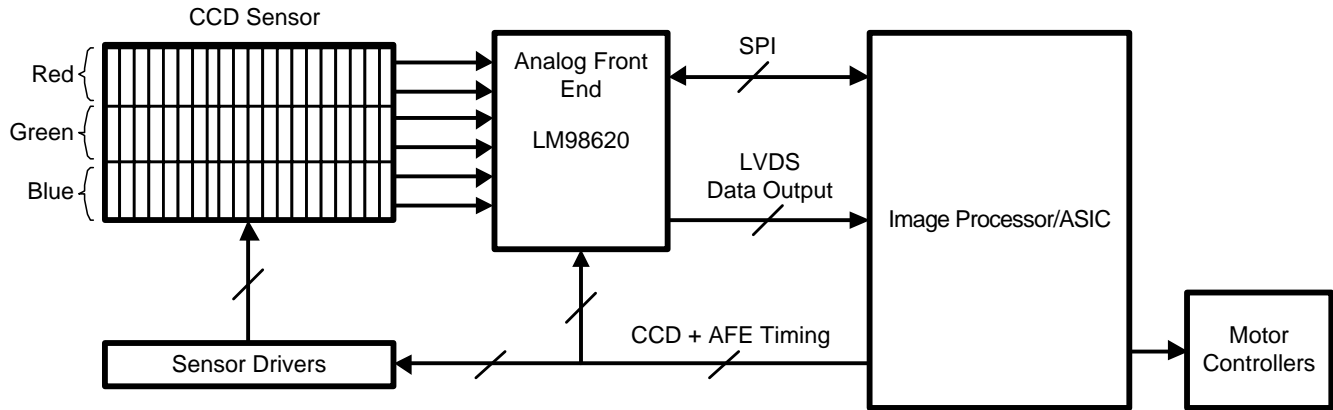 CCD Sensor
Red
Green
Blue
Analog Front
End
LM98620
SPI
LVDS
Data Output
Image Processor/ASIC
CCD + AFE Timing
Sensor Drivers
Motor
Controllers